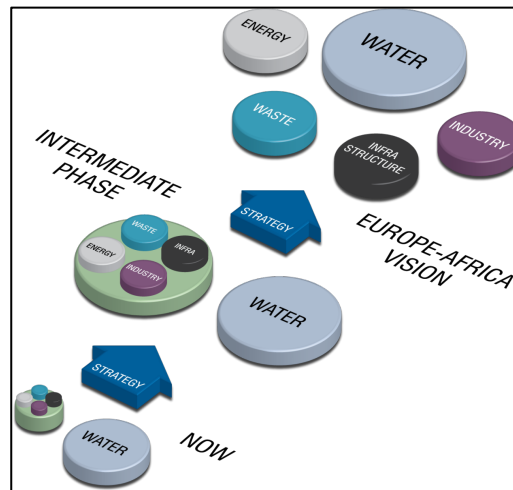 ENERGY
WATER
WASTE
INFRA
STRUCTURE
INDUSTRY
INTERMEDIATE
PHASE
STRATEGY
EUROPE-AFRICA
VISION
WASTE
ENERGY
INFRA
INDUSTRY
WATER
STRATEGY
WATER
NOW